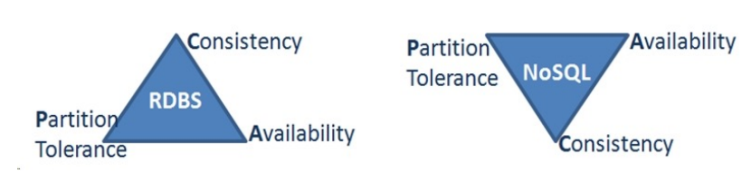 Consistency
RDBS
Partition
Tolerance
Availability
Partition
Tolerance
Availability
NoSQL
Consistency